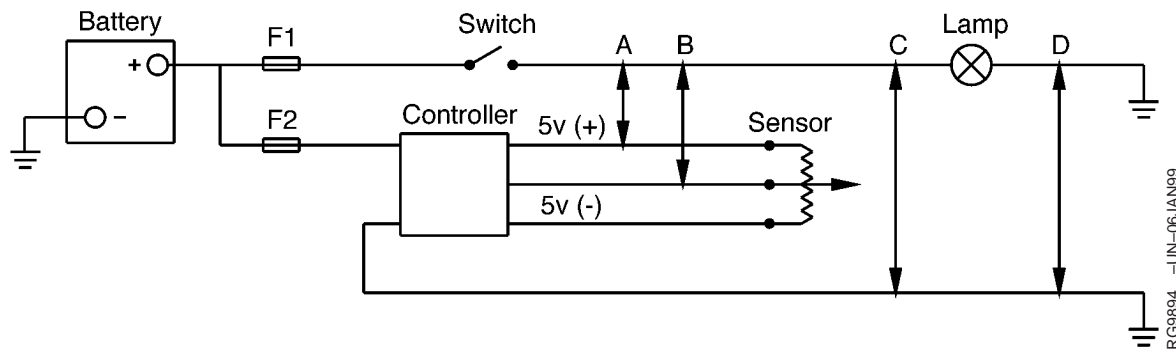 Battery
F1
Switch
A
B
C
Lamp
D
+
-
F2
Controller
5v (+)
Sensor
5v (-)
RG9894 –UN–06JAN99